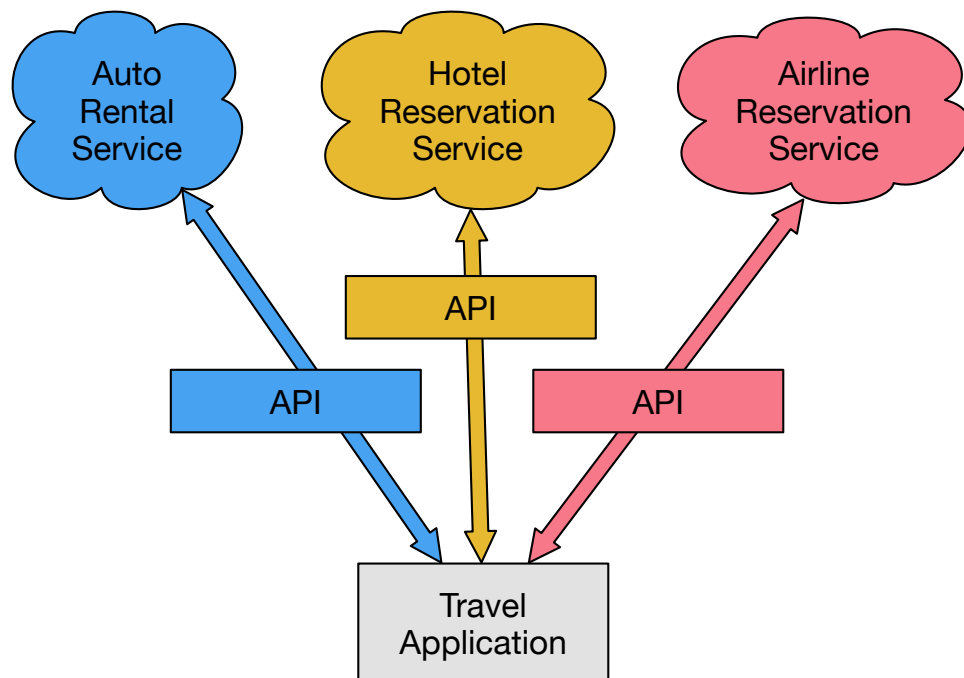 Auto
Rental
Service
Hotel
Reservation
Service
Airline
Reservation
Service
API
API
API
Travel
Application